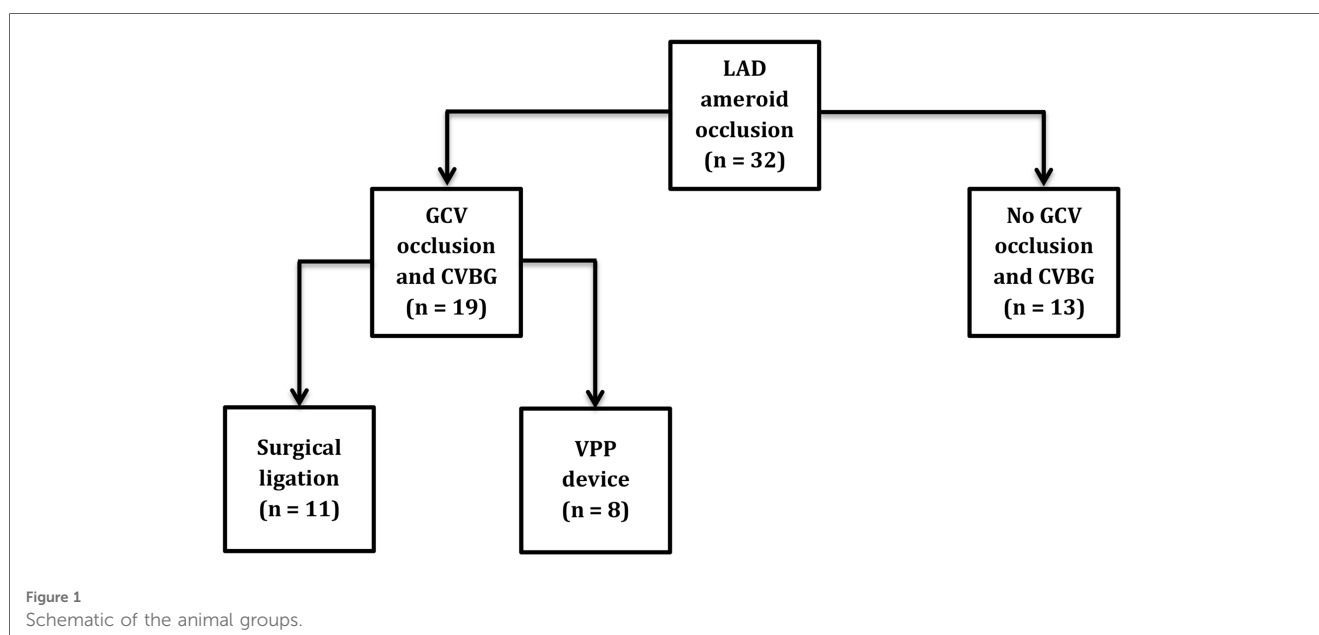 LAD
ameroid
occlusion
(n = 32)
GCV
occlusion
and CVBG
(n = 19)
No GCV
occlusion
and CVBG
(n = 13)
Surgical
ligation
(n = 11)
VPP
device
(n = 8)
Figure 1
Schematic of the animal groups.